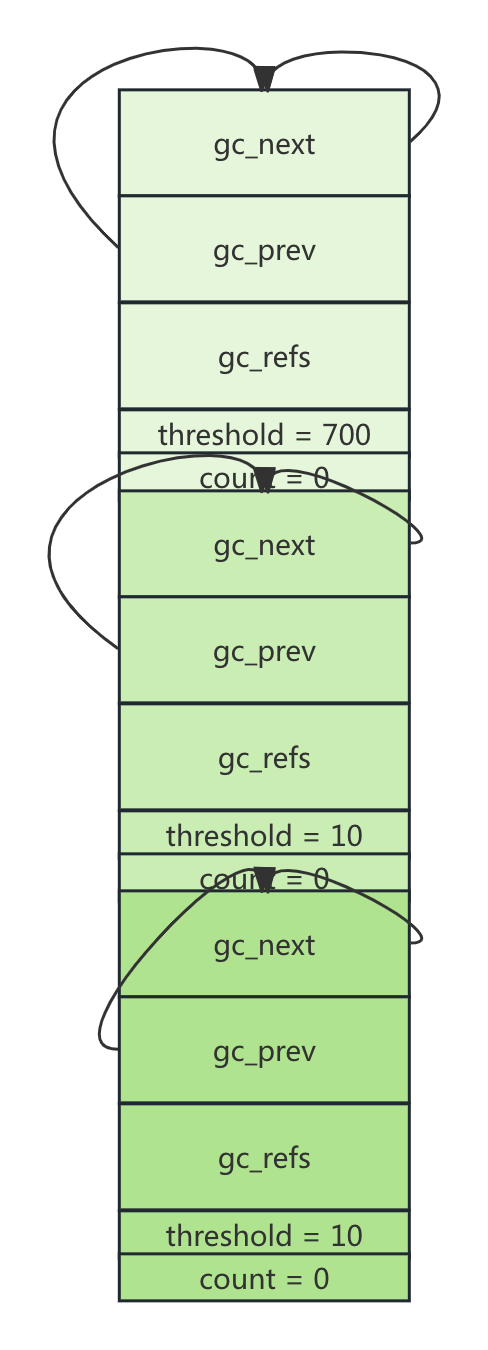 gc_next
gc_prev
gc_refs
threshold = 700
count = 0
gc_next
gc_prev
gc_refs
threshold = 10
count = 0
gc_next
gc_prev
gc_refs
threshold = 10
count = 0